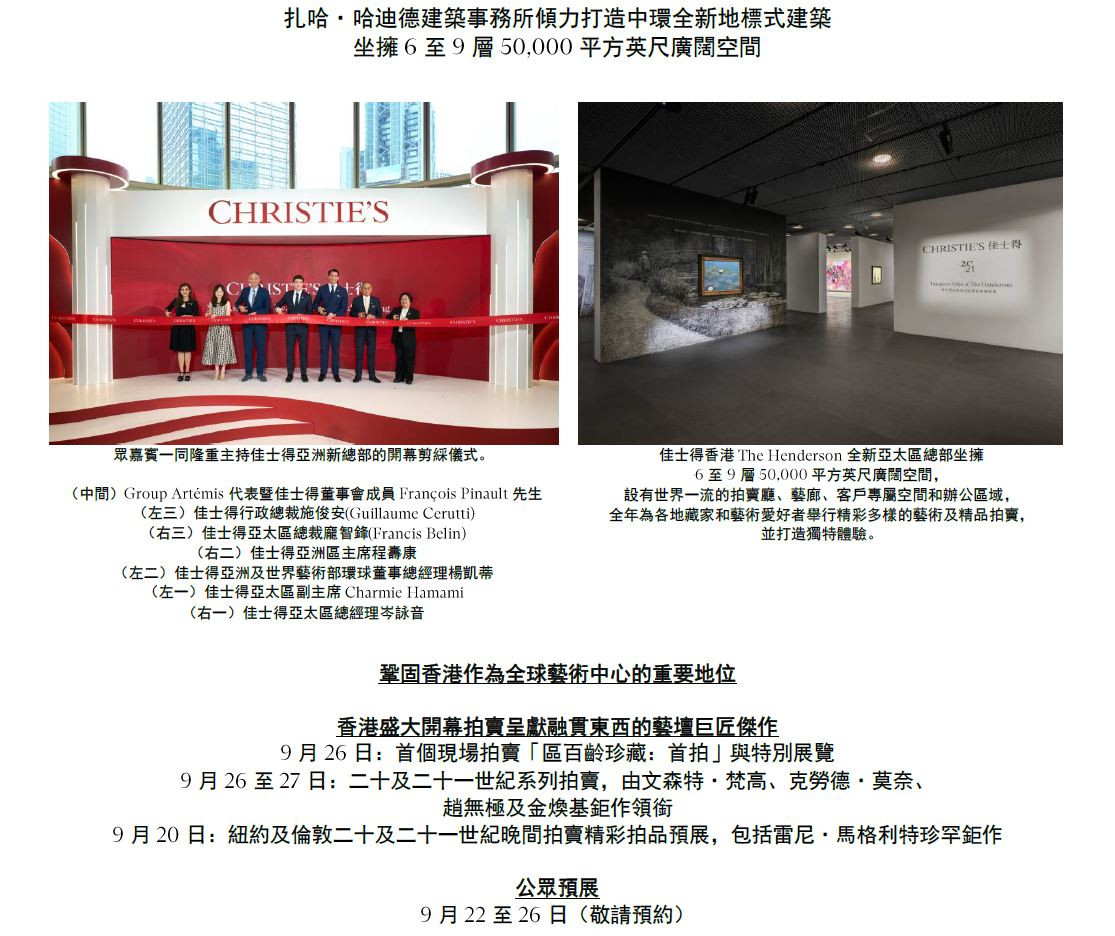 扎哈·哈迪德建築事務所傾力打造中環全新地標式建築
坐擁 6 至 9 層 50,000 平方英尺廣闊空間
CHRISTIE'S
CHRISTIE'S 佳士得
CHRISTIE'S 佳士得
20
21
Inaugural Sales at The Henderson
眾嘉賓一同隆重主持佳士得亞洲新總部的開幕剪綵儀式。
（中間）Group Artémis 代表暨佳士得董事會成員 François Pinault 先生
（左三）佳士得行政總裁施俊安(Guillaume Cerutti)
（右三）佳士得亞太區總裁龐智鋒(Francis Belin)
（右二）佳士得亞洲區主席程壽康
（左二）佳士得亞洲及世界藝術部環球董事總經理楊凱蒂
（左一）佳士得亞太區副主席 Charmie Hamami
（右一）佳士得亞太區總經理岑詠音
佳士得香港 The Henderson 全新亞太區總部坐擁
6 至 9 層 50,000 平方英尺廣闊空間，
設有世界一流的拍賣廳、藝廊、客戶專屬空間和辦公區域，
全年為各地藏家和藝術愛好者舉行精彩多樣的藝術及精品拍賣，
並打造獨特體驗。
鞏固香港作為全球藝術中心的重要地位
香港盛大開幕拍賣呈獻融貫東西的藝壇巨匠傑作
9 月 26 日：首個現場拍賣「區百齡珍藏：首拍」與特別展覽
9 月 26 至 27 日：二十及二十一世紀系列拍賣，由文森特·梵高、克勞德·莫奈、
趙無極及金煥基鉅作領銜
9 月 20 日：紐約及倫敦二十及二十一世紀晚間拍賣精彩拍品預展，包括雷尼·馬格利特珍罕鉅作
公眾預展
9 月 22 至 26 日（敬請預約）